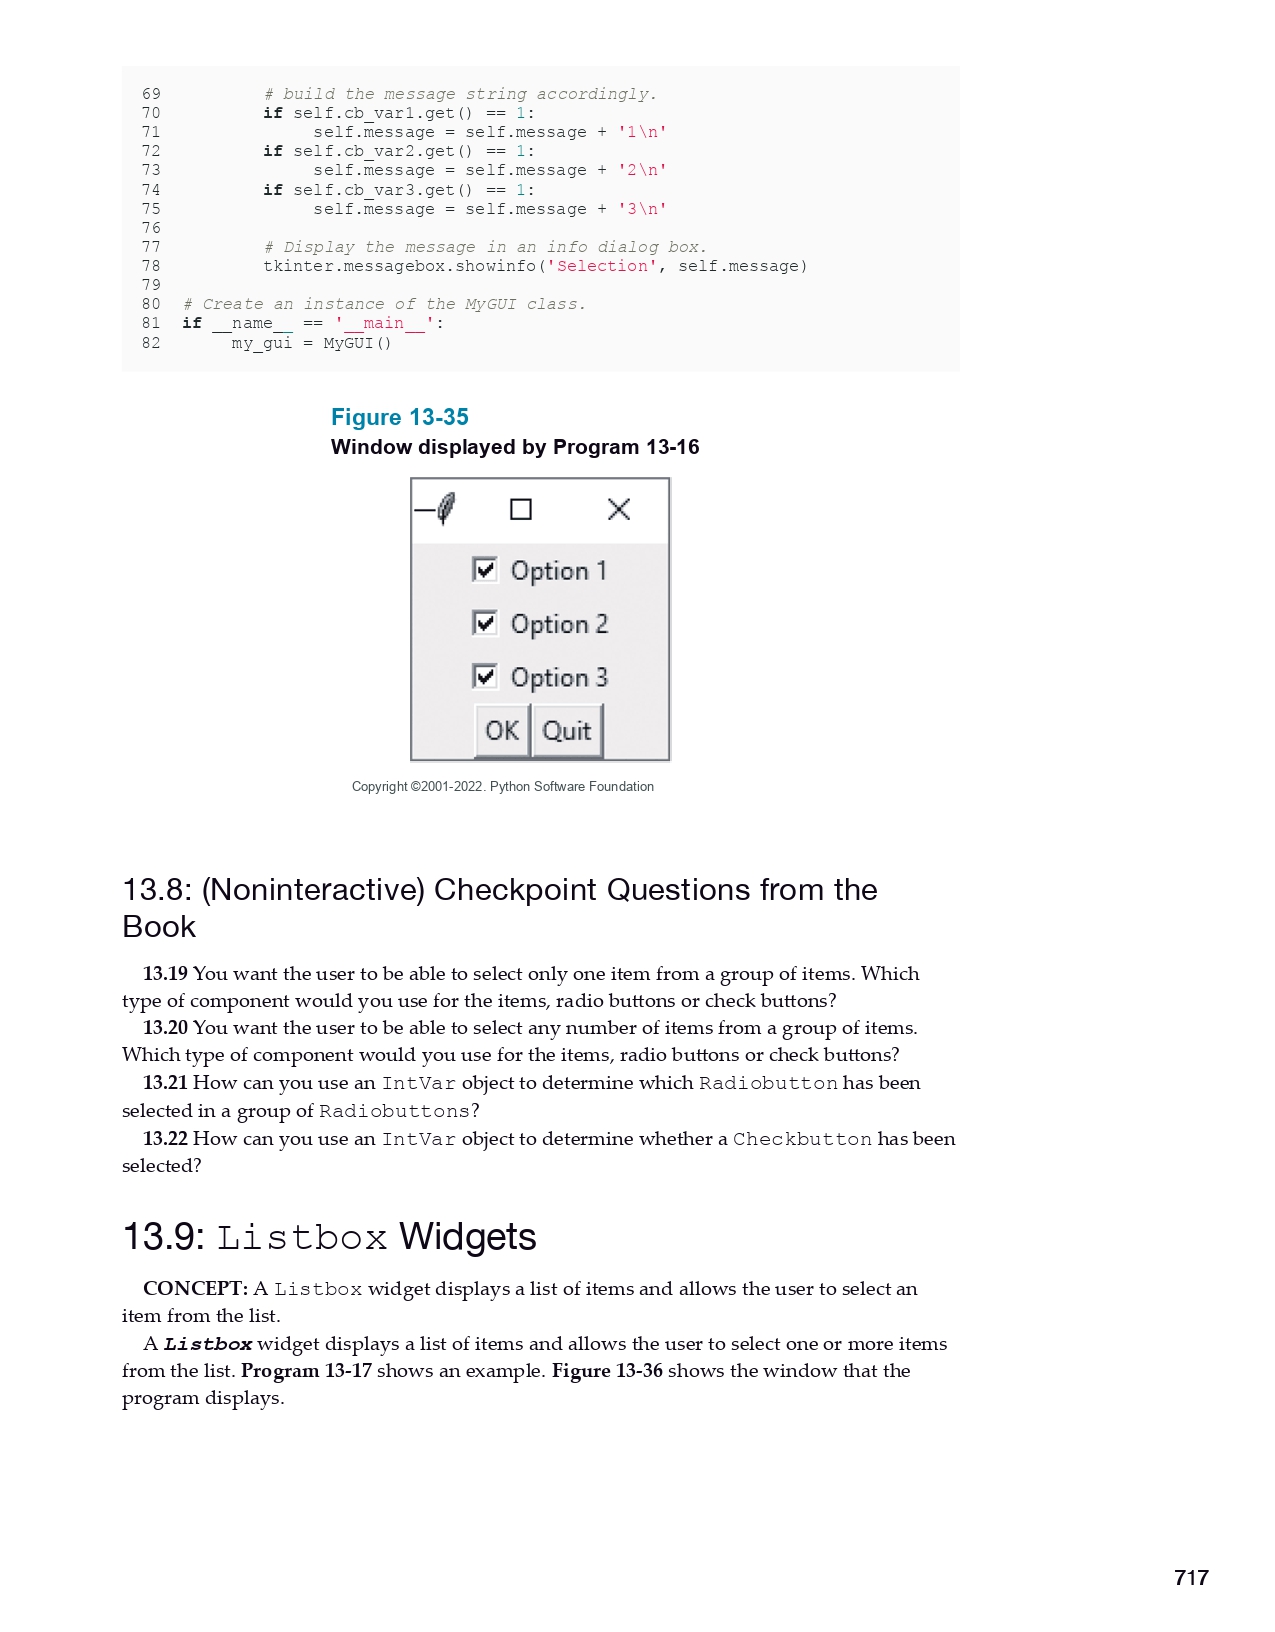 69          # build the message string accordingly.
70          if self.cb_var1.get() == 1:
71               self.message = self.message + '1\n'
72          if self.cb_var2.get() == 1:
73               self.message = self.message + '2\n'
74          if self.cb_var3.get() == 1:
75               self.message = self.message + '3\n'
76
77          # Display the message in an info dialog box.
78          tkinter.messagebox.showinfo('Selection', self.message)
79
80  # Create an instance of the MyGUI class.
81  if __name__ == '__main__':
82       my_gui = MyGUI()
Figure 13-35
Window displayed by Program 13-16
Option 1
Option 2
Option 3
OK Quit
Copyright ©2001-2022. Python Software Foundation
13.8: (Noninteractive) Checkpoint Questions from the
Book
13.19 You want the user to be able to select only one item from a group of items. Which
type of component would you use for the items, radio buttons or check buttons?
13.20 You want the user to be able to select any number of items from a group of items.
Which type of component would you use for the items, radio buttons or check buttons?
13.21 How can you use an IntVar object to determine which Radiobutton has been
selected in a group of Radiobuttons?
13.22 How can you use an IntVar object to determine whether a Checkbutton has been
selected?
13.9: Listbox Widgets
CONCEPT: A Listbox widget displays a list of items and allows the user to select an
item from the list.
A Listbox widget displays a list of items and allows the user to select one or more items
from the list. Program 13-17 shows an example. Figure 13-36 shows the window that the
program displays.
717